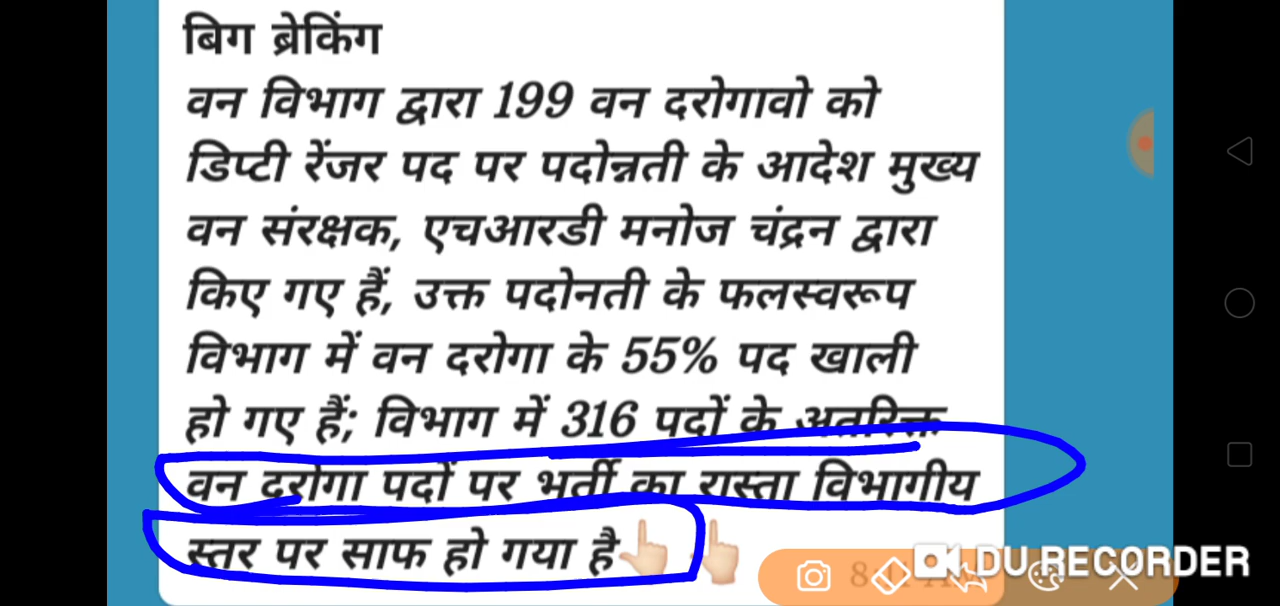 बिग ब्रेकिंग
वन विभाग द्वारा 199 वन दरोगावो को
डिप्टी रेंजर पद पर पदोन्नती के आदेश मुख्य
वन संरक्षक, एचआरडी मनोज चंद्रन द्वारा
किए गए हैं, उक्त पदोनती के फलस्वरूप
विभाग में वन दरोगा के 55% पद खाली
हो गए हैं; विभाग में 316 पदों के अतरिक्त
वन दरोगा पदों पर भर्ती का रास्ता विभागीय
स्तर पर साफ हो गया है👆🏻👆🏻
DU RECORDER